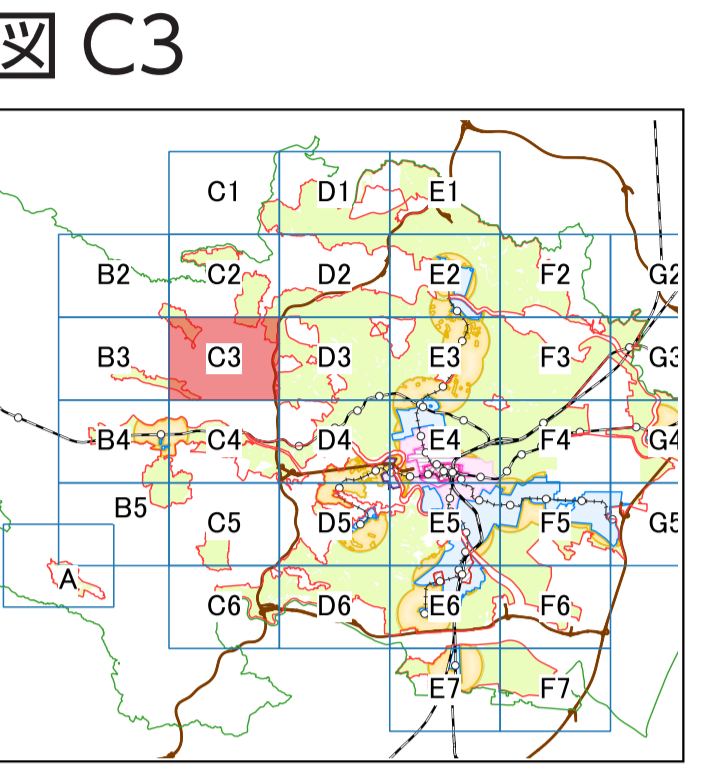 図 C3
C1 D1 E1
B2 C2 D2 E2 F2 G2
B3 C3 D3 E3 F3 G3
B4 C4 D4 E4 F4 G4
B5 C5 D5 E5 F5 G5
A C6 D6 E6 F6
E7 F7